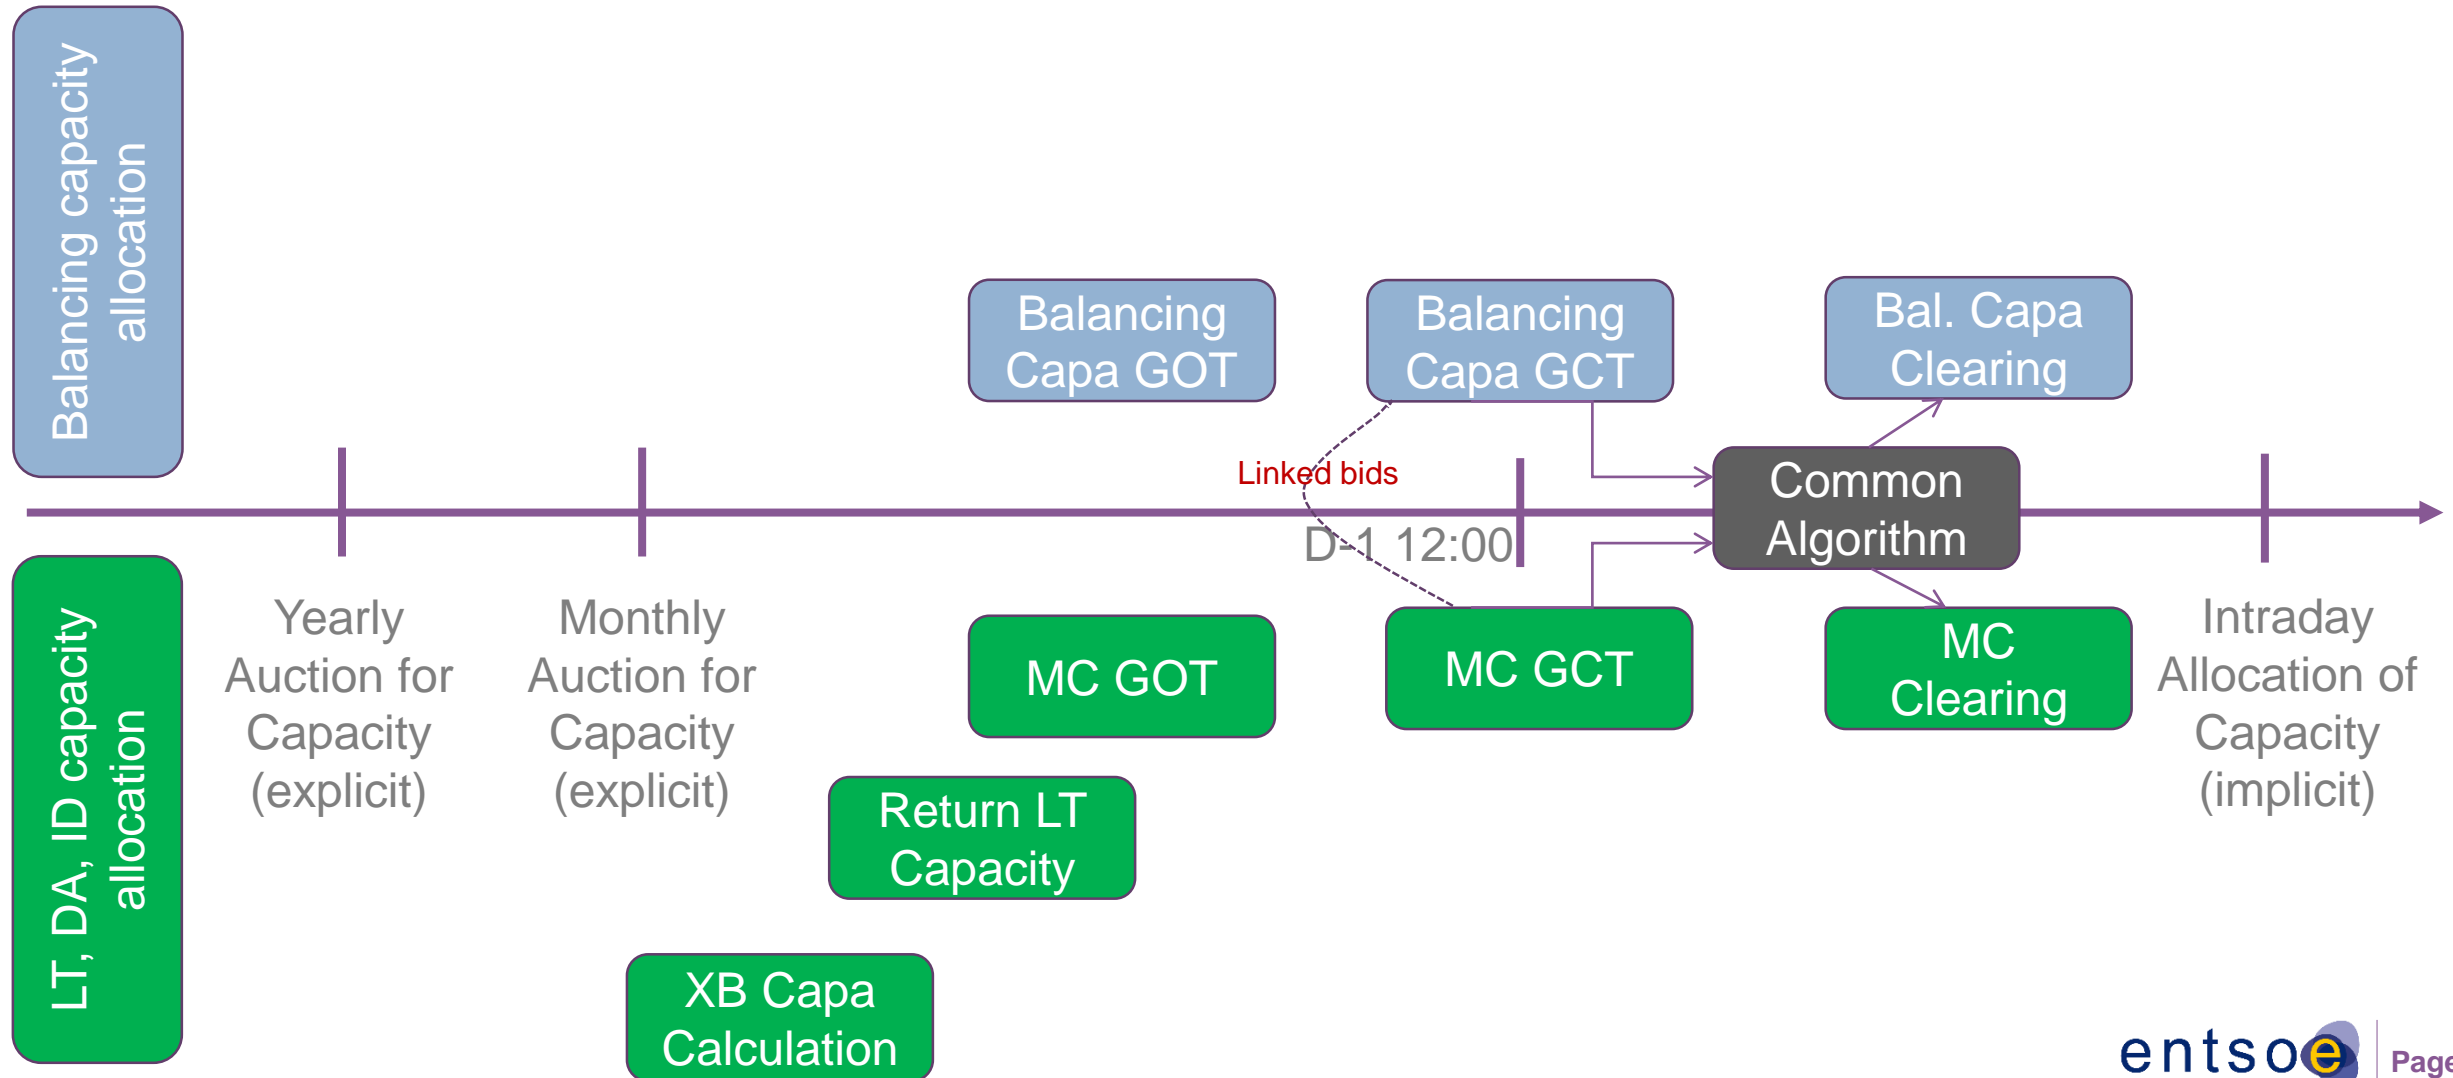 Balancing capacity
allocation
Balancing
Capa GOT
Balancing
Capa GCT
Bal. Capa
Clearing
Linked bids
D-1 12:00
Common
Algorithm
LT, DA, ID capacity
allocation
Yearly
Auction for
Capacity
(explicit)
Monthly
Auction for
Capacity
(explicit)
MC GOT
MC GCT
MC
Clearing
Intraday
Allocation of
Capacity
(implicit)
Return LT
Capacity
XB Capa
Calculation
entsoe
Page